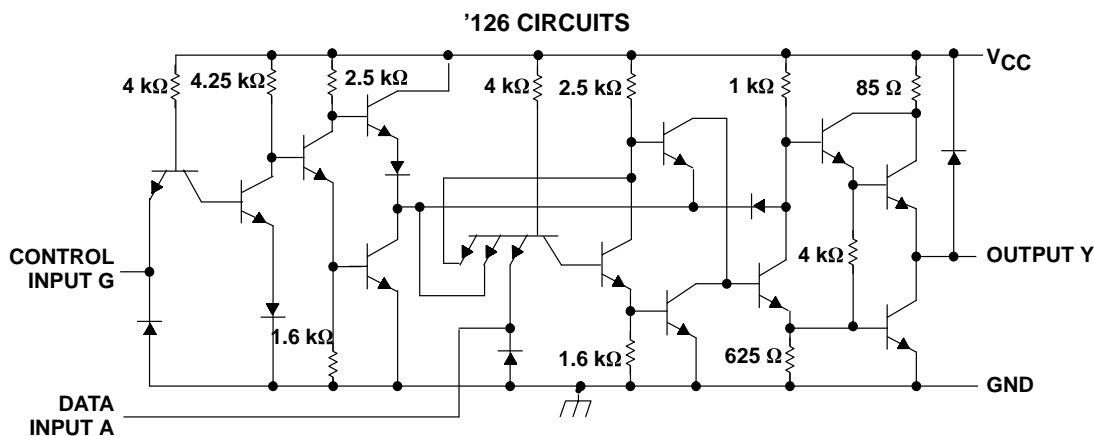 ’126 CIRCUITS
VCC
4 kΩ
4.25 kΩ
2.5 kΩ
4 kΩ
2.5 kΩ
1 kΩ
85 Ω
CONTROL
INPUT G
4 kΩ
OUTPUT Y
1.6 kΩ
1.6 kΩ
625 Ω
GND
DATA
INPUT A